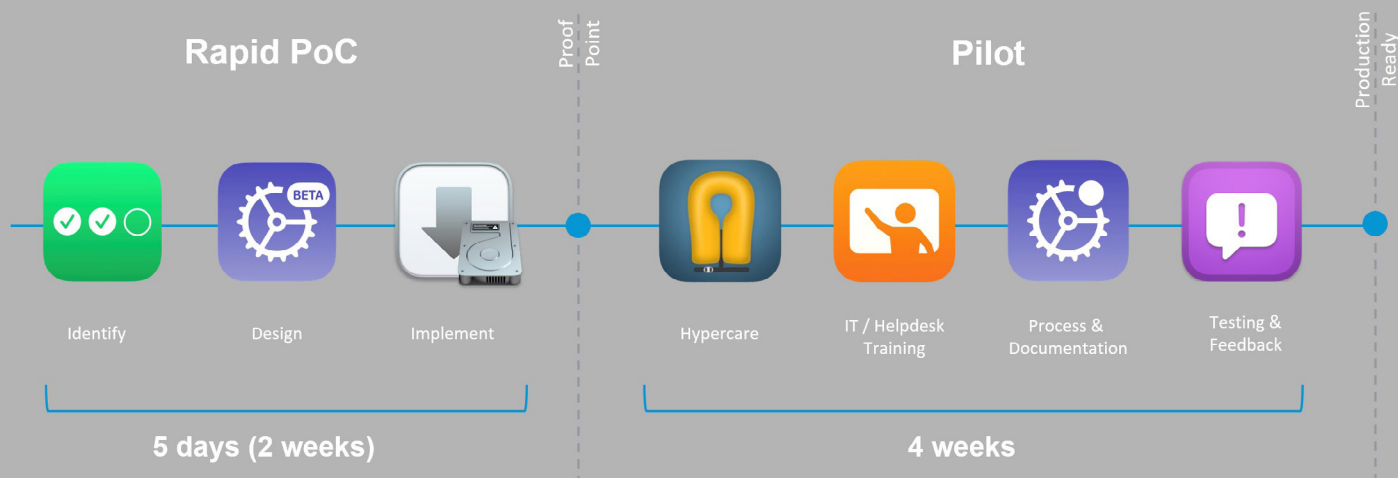 Rapid PoC
Proof
Point
Pilot
Production
Ready
BETA
Identify
Design
Implement
Hypercare
IT / Helpdesk
Training
Process &
Documentation
Testing &
Feedback
5 days (2 weeks)
4 weeks